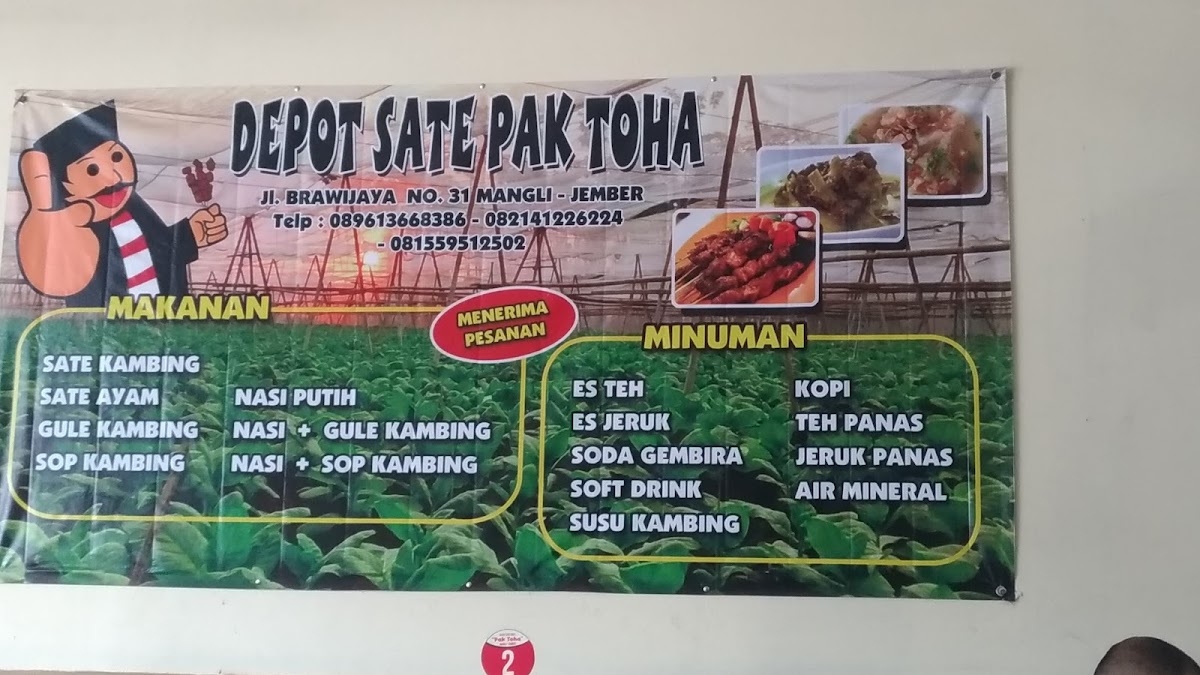 DEPOT SATE PAK TOHA
Jl. BRAWIJAYA NO. 31 MANGLI - JEMBER
Telp : 089613668386 - 082141226224
- 081559512502
MAKANAN
MENERIMA
PESANAN
SATE KAMBING
SATE AYAM
GULE KAMBING
SOP KAMBING
NASI PUTIH
NASI + GULE KAMBING
NASI + SOP KAMBING
MINUMAN
ES TEH
ES JERUK
SODA GEMBIRA
SOFT DRINK
SUSU KAMBING
KOPI
TEH PANAS
JERUK PANAS
AIR MINERAL
"Pak Toha"
2